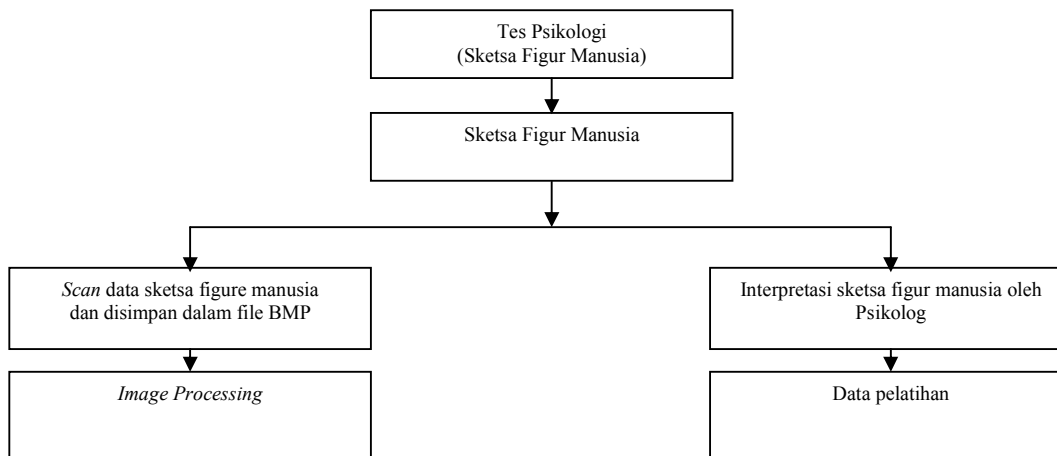 Tes Psikologi
(Sketsa Figur Manusia)
Sketsa Figur Manusia
Scan data sketsa figure manusia
dan disimpan dalam file BMP
Interpretasi sketsa figur manusia oleh
Psikolog
Image Processing
Data pelatihan